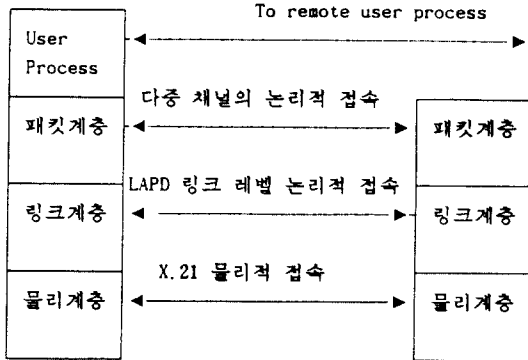 To remote user process
User
Process
다중 채널의 논리적 접속
패킷계층
패킷계층
LAPD 링크 레벨 논리적 접속
링크계층
링크계층
X.21 물리적 접속
물리계층
물리계층